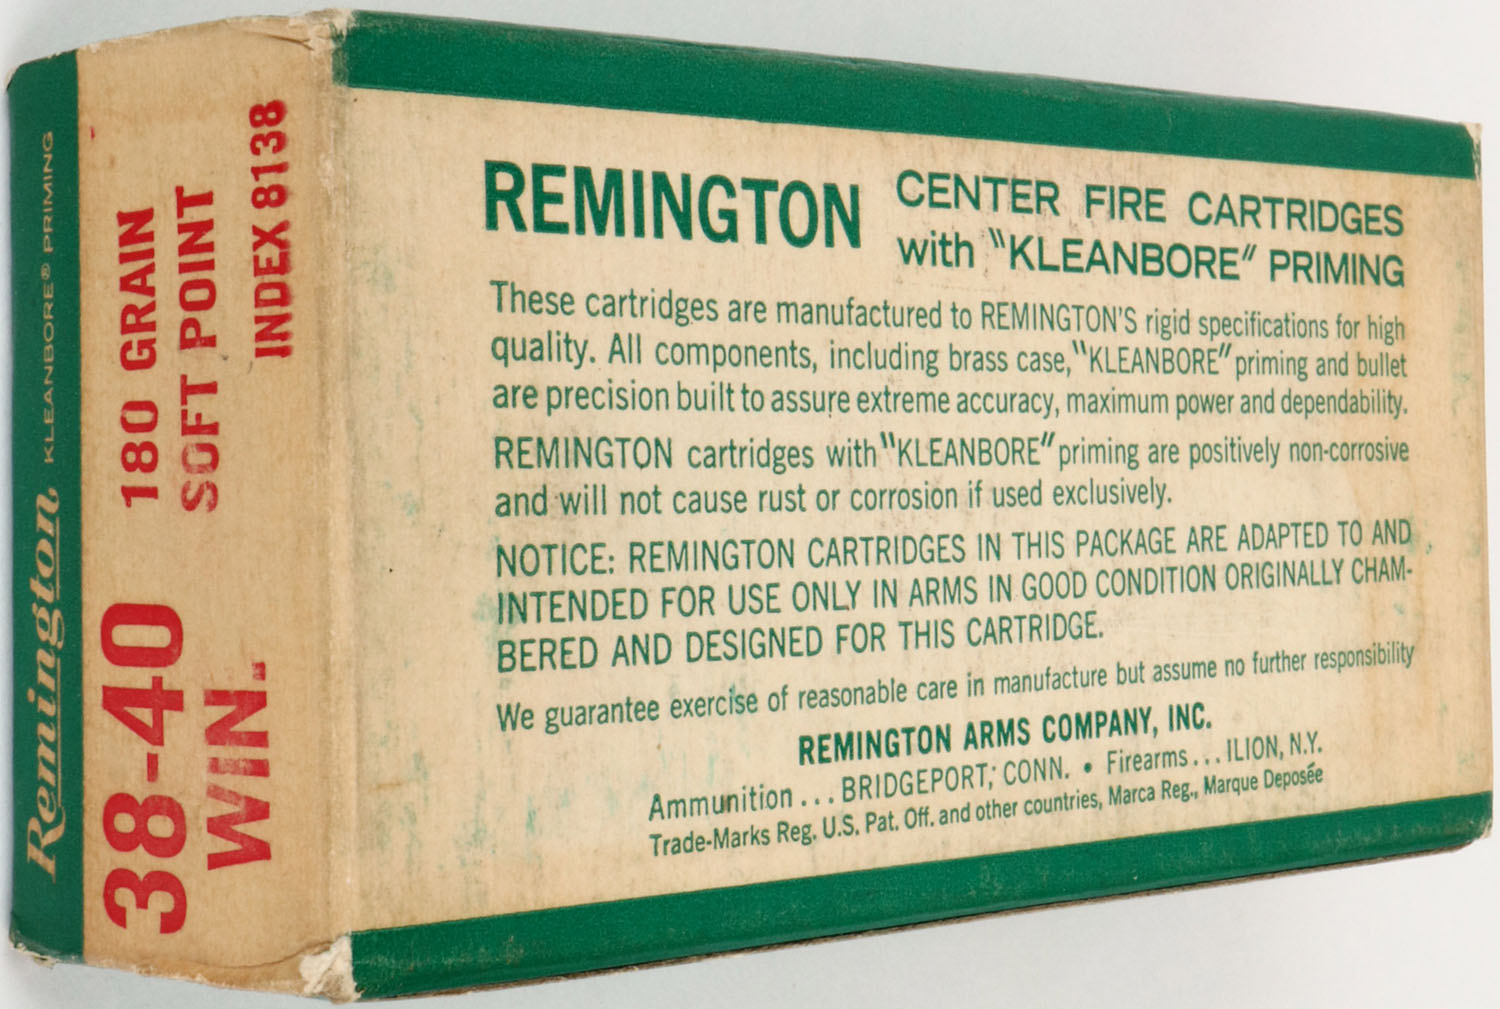 Remington KLEANBORE® PRIMING
38-40 180 GRAIN
WIN. SOFT POINT
INDEX 8138
REMINGTON CENTER FIRE CARTRIDGES
with "KLEANBORE" PRIMING
These cartridges are manufactured to REMINGTON'S rigid specifications for high
quality. All components, including brass case, "KLEANBORE" priming and bullet
are precision built to assure extreme accuracy, maximum power and dependability.
REMINGTON cartridges with "KLEANBORE" priming are positively non-corrosive
and will not cause rust or corrosion if used exclusively.
NOTICE: REMINGTON CARTRIDGES IN THIS PACKAGE ARE ADAPTED TO AND
INTENDED FOR USE ONLY IN ARMS IN GOOD CONDITION ORIGINALLY CHAM-
BERED AND DESIGNED FOR THIS CARTRIDGE.
We guarantee exercise of reasonable care in manufacture but assume no further responsibility
REMINGTON ARMS COMPANY, INC.
Ammunition ... BRIDGEPORT, CONN. • Firearms ... ILION, N.Y.
Trade-Marks Reg. U.S. Pat. Off. and other countries, Marca Reg., Marque Deposée